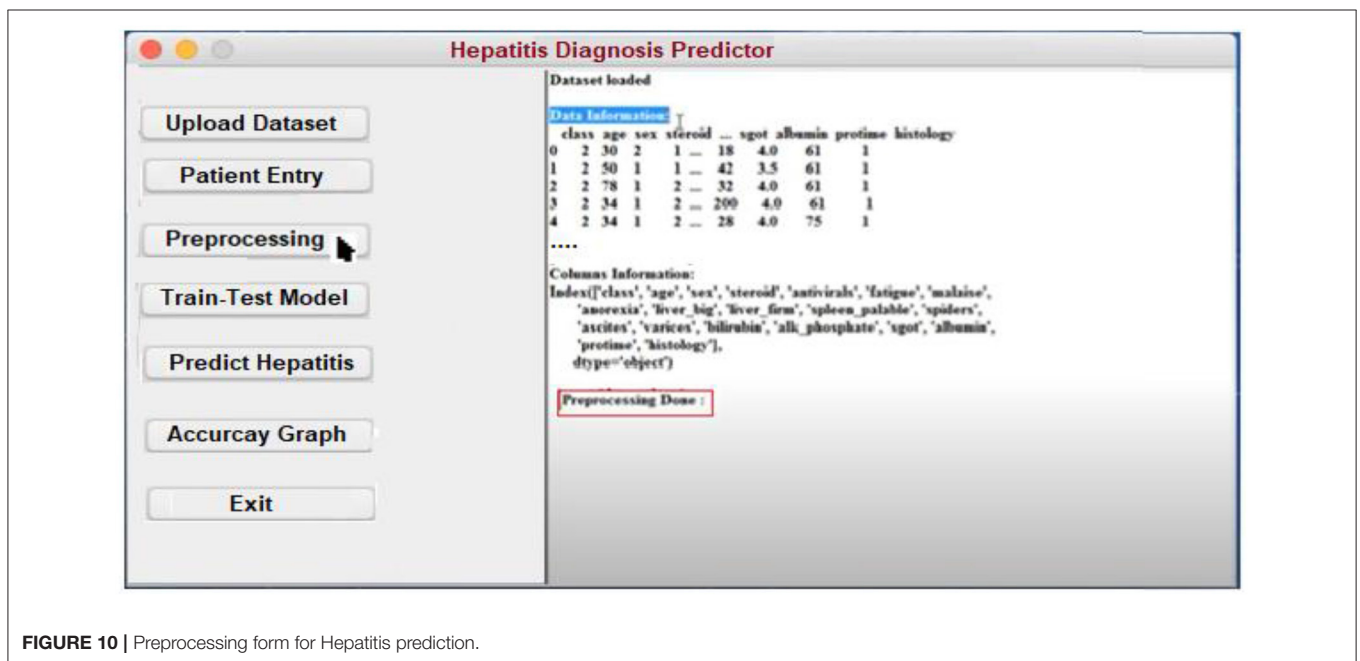 Hepatitis Diagnosis Predictor
Upload Dataset
Patient Entry
Preprocessing
Train-Test Model
Predict Hepatitis
Accurcay Graph
Exit
Dataset loaded
Data Information:
class age sex steroid ... sgot albumin protime histology
0 2 30 2 1 ... 18 4.0 61 1
1 2 50 1 1 ... 42 3.5 61 1
2 2 78 1 2 ... 32 4.0 61 1
3 2 34 1 2 ... 200 4.0 61 1
4 2 34 1 2 ... 28 4.0 75 1
....
Columns Information:
Index(['class', 'age', 'sex', 'steroid', 'antivirals', 'fatigue', 'malaise',
'anorexia', 'liver_big', 'liver_firm', 'spleen_palable', 'spiders',
'ascites', 'varices', 'bilirubin', 'alk_phosphate', 'sgot', 'albumin',
'protime', 'histology'],
dtype='object')
Preprocessing Done :
FIGURE 10 | Preprocessing form for Hepatitis prediction.